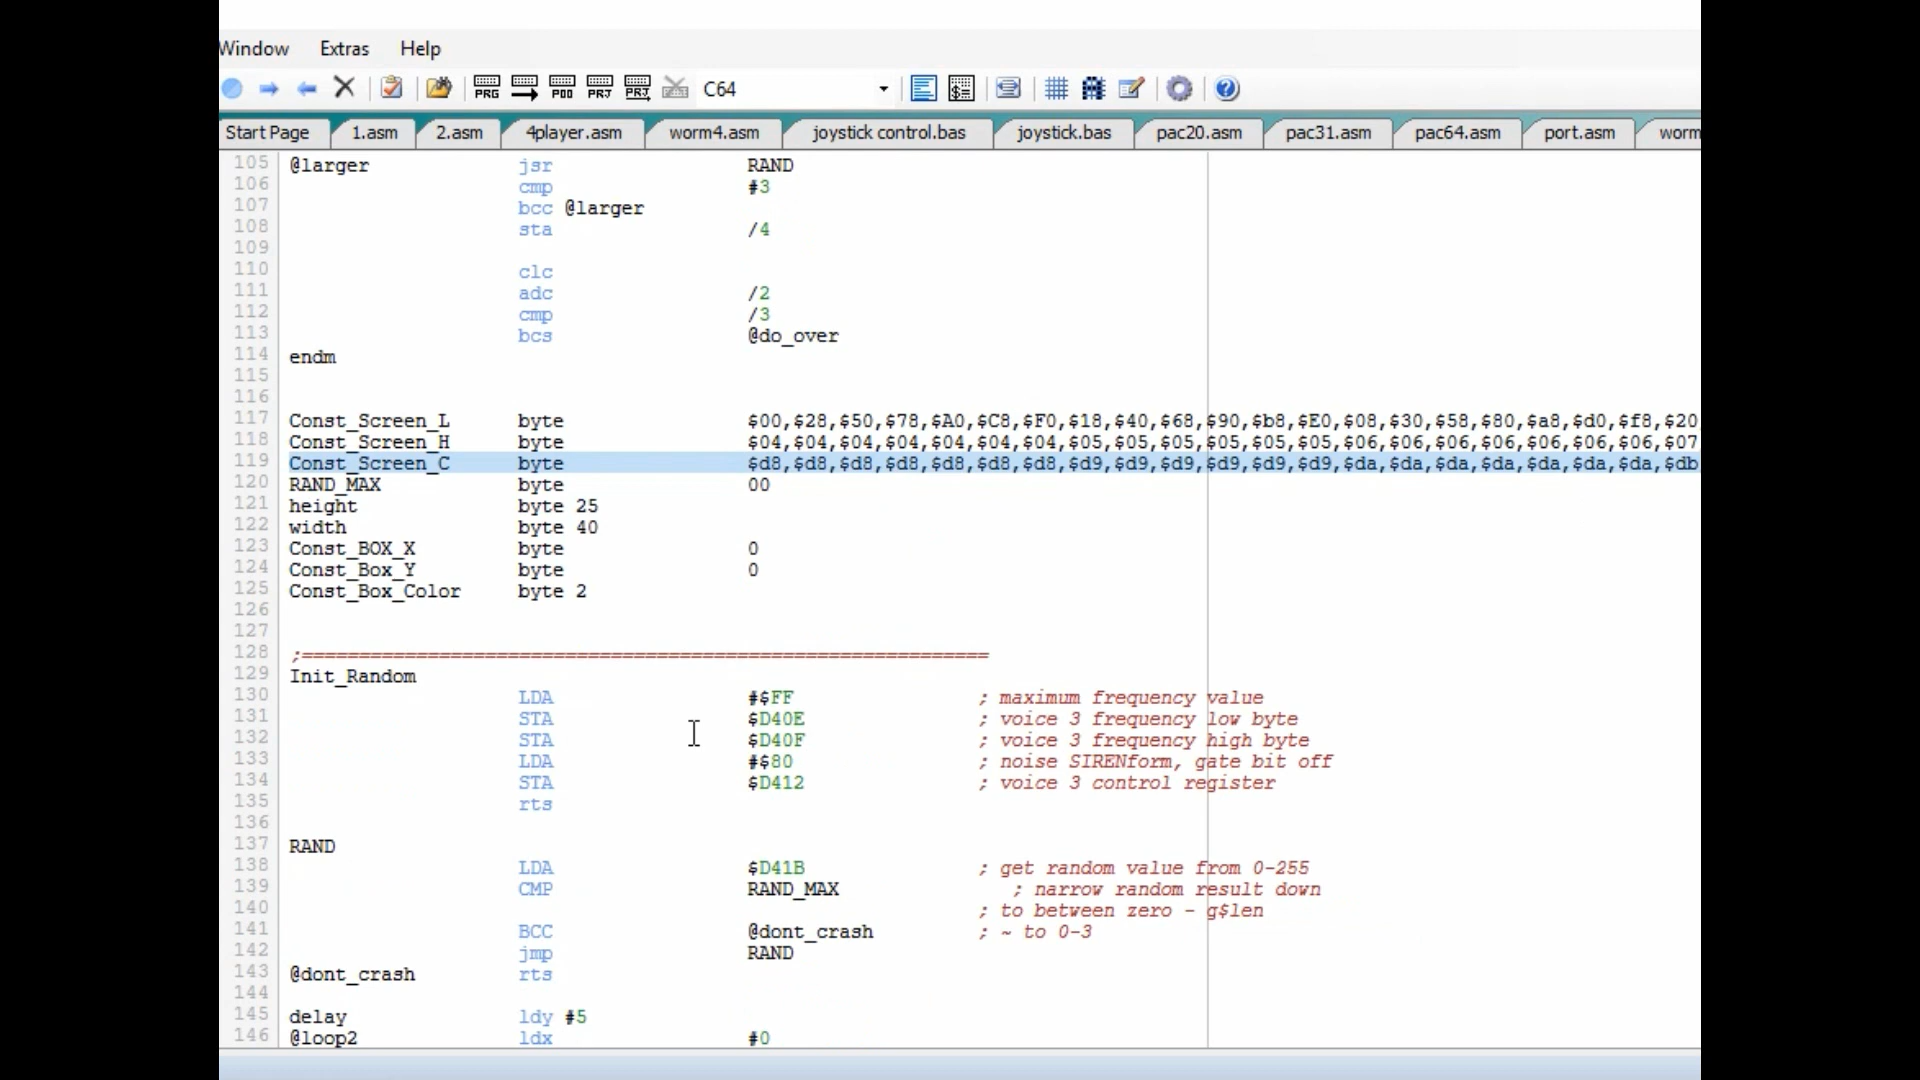 Window Extras Help
PRG POO PRJ PRJ C64
Start Page 1.asm 2.asm 4player.asm worm4.asm joystick control.bas joystick.bas pac20.asm pac31.asm pac64.asm port.asm worm
105 @larger jsr RAND
106 cmp #3
107 bcc @larger
108 sta /4
109
110 clc
111 adc /2
112 cmp /3
113 bcs @do_over
114 endm
115
116
117 Const_Screen_L byte $00,$28,$50,$78,$A0,$C8,$F0,$18,$40,$68,$90,$b8,$E0,$08,$30,$58,$80,$a8,$d0,$f8,$20
118 Const_Screen_H byte $04,$04,$04,$04,$04,$04,$04,$05,$05,$05,$05,$05,$05,$06,$06,$06,$06,$06,$06,$06,$07
119 Const_Screen_C byte $d8,$d8,$d8,$d8,$d8,$d8,$d8,$d9,$d9,$d9,$d9,$d9,$d9,$da,$da,$da,$da,$da,$da,$da,$db
120 RAND_MAX byte 00
121 height byte 25
122 width byte 40
123 Const_BOX_X byte 0
124 Const_Box_Y byte 0
125 Const_Box_Color byte 2
126
127
128 ;============================================================
129 Init_Random
130 LDA #$FF ; maximum frequency value
131 STA $D40E ; voice 3 frequency low byte
132 STA $D40F ; voice 3 frequency high byte
133 LDA #$80 ; noise SIRENform, gate bit off
134 STA $D412 ; voice 3 control register
135 rts
136
137 RAND
138 LDA $D41B ; get random value from 0-255
139 CMP RAND_MAX ; narrow random result down
140 ; to between zero - g$len
141 BCC @dont_crash ; ~ to 0-3
142 jmp RAND
143 @dont_crash rts
144
145 delay ldy #5
146 @loop2 ldx #0